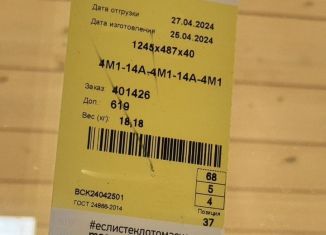 Дата отгрузки 27.04.2024
Дата изготовления 25.04.2024
1245x487x40
4М1-14А-4М1-14А-4М1
Заказ: 401426
Доп.: 619
Вес (кг): 18,18
68
5
4
ВСК24042501
Позиция
ГОСТ 24866-2014
37